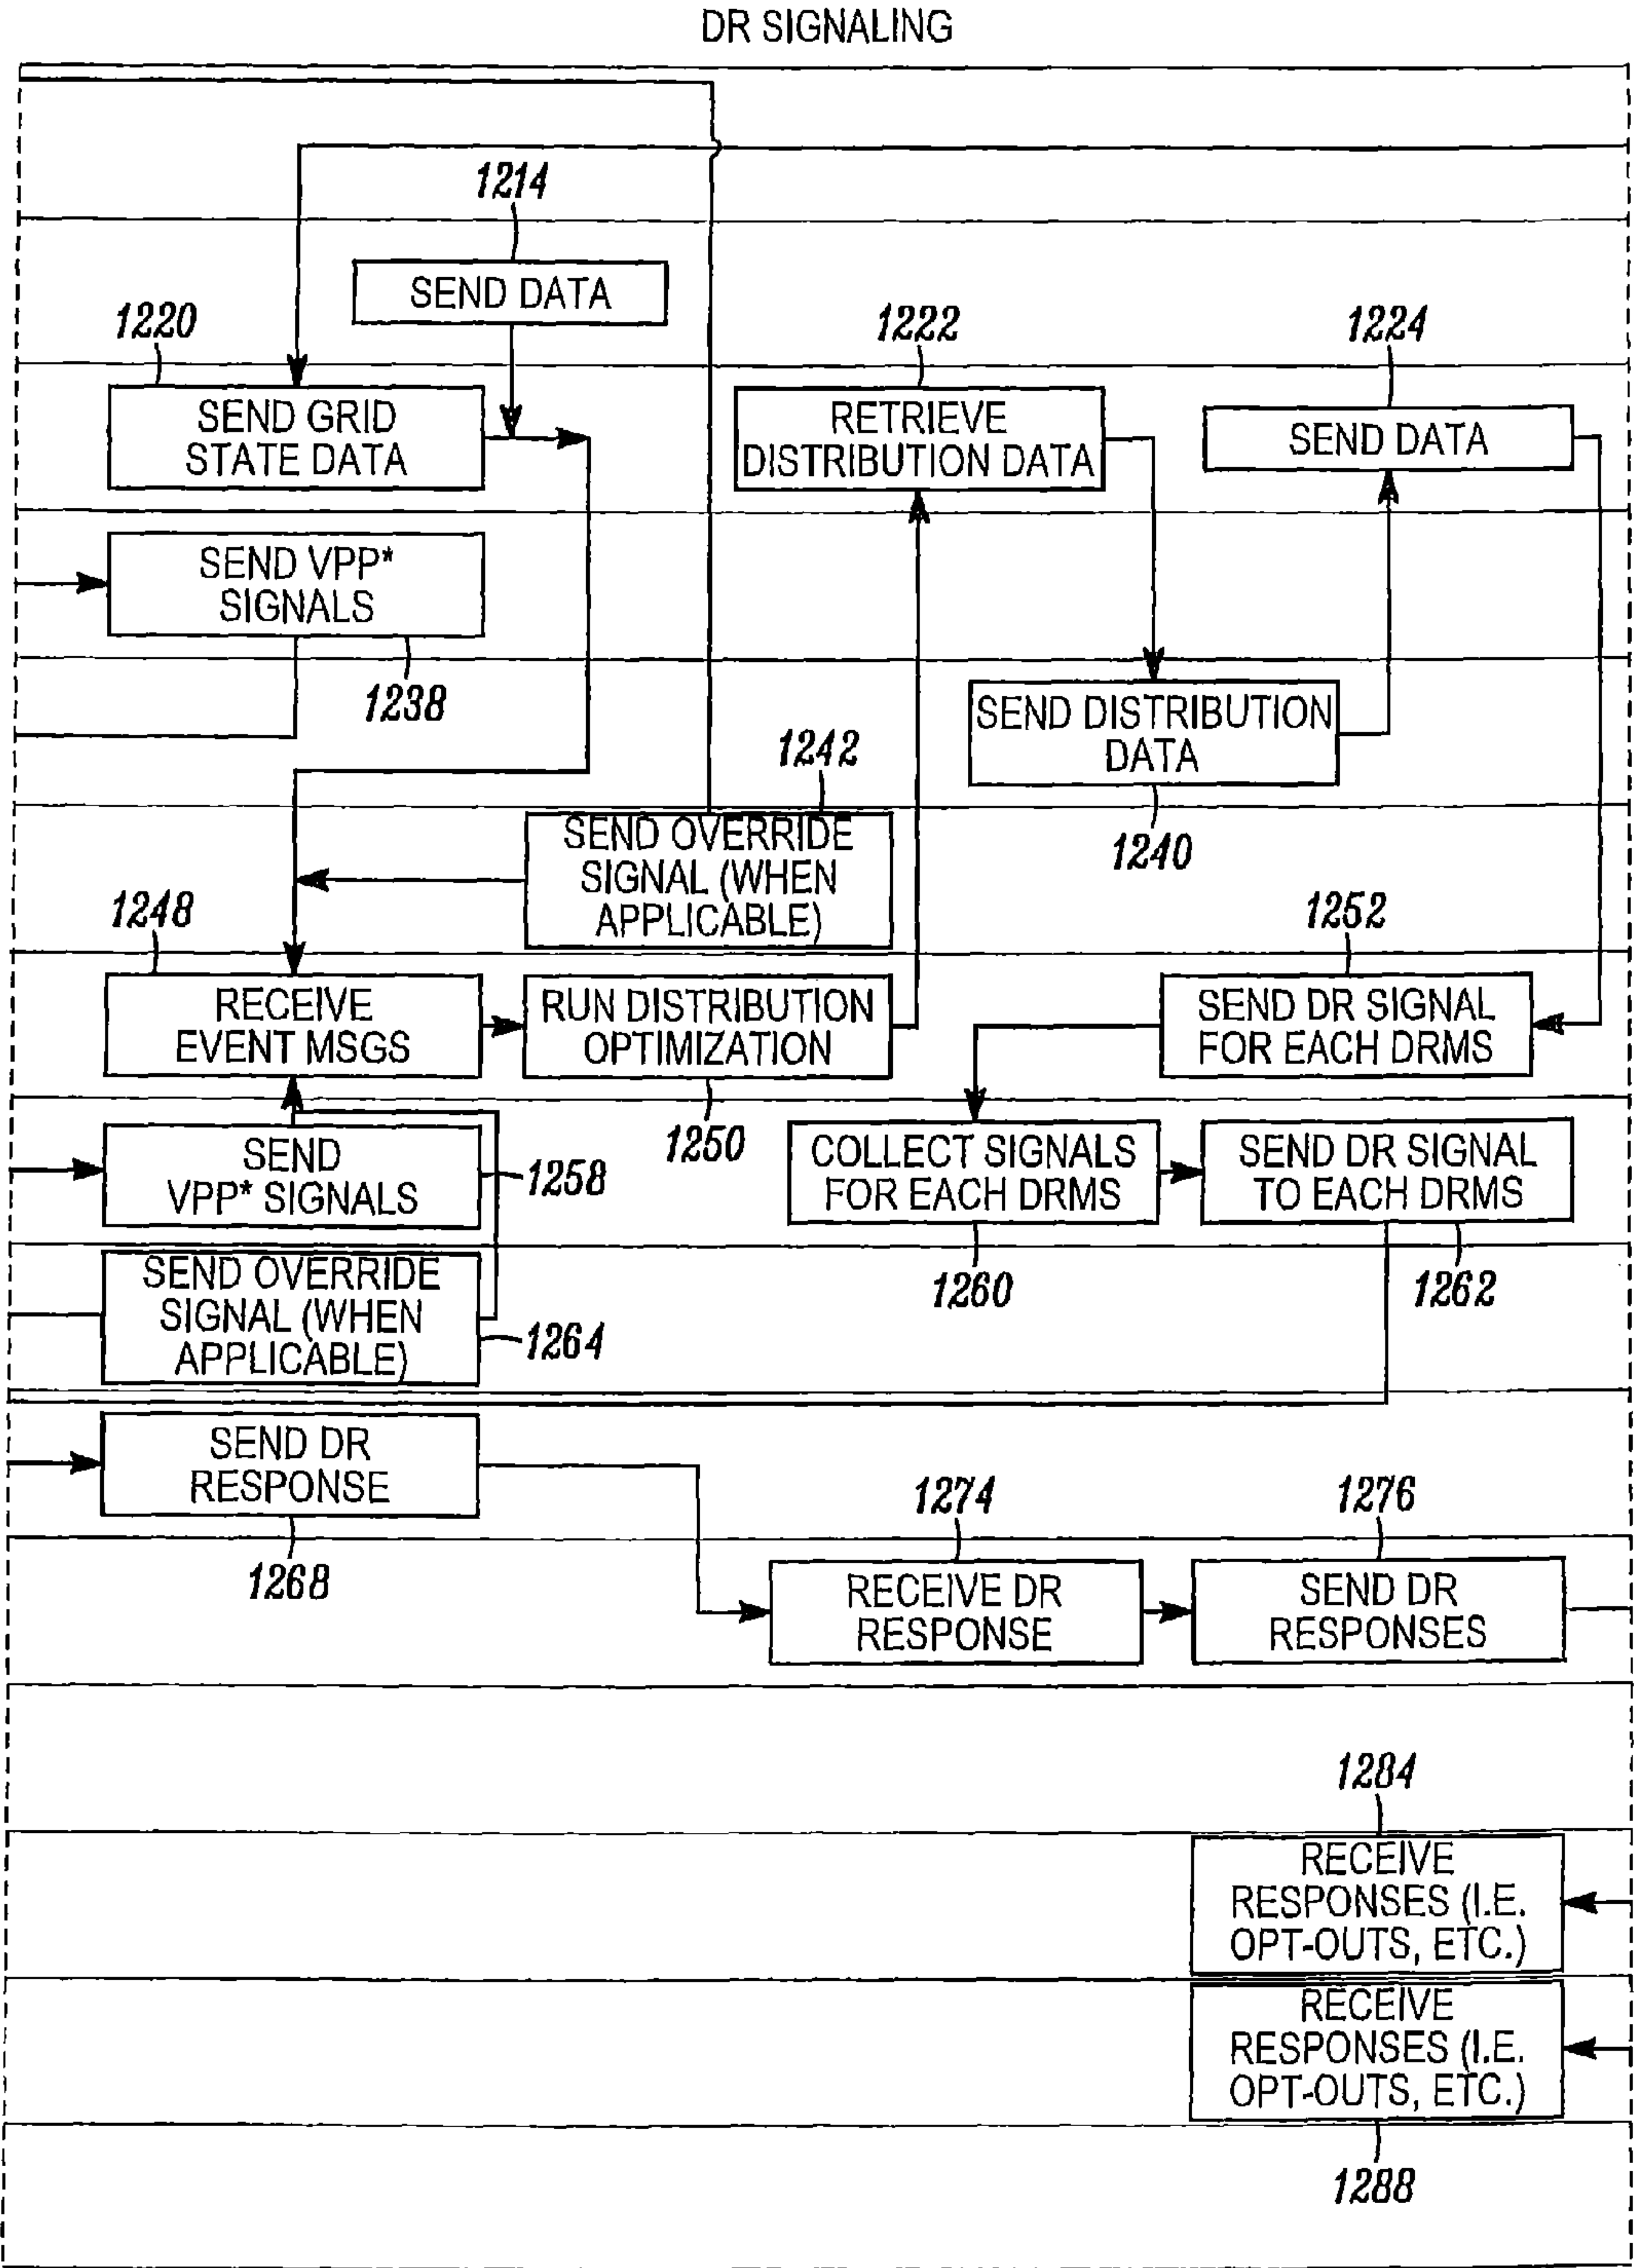 DR SIGNALING
1214
SEND DATA
1220
SEND GRID
STATE DATA
1222
RETRIEVE
DISTRIBUTION DATA
1224
SEND DATA
SEND VPP*
SIGNALS
1238
SEND DISTRIBUTION
DATA
1240
1242
SEND OVERRIDE
SIGNAL (WHEN
APPLICABLE)
1248
RECEIVE
EVENT MSGS
RUN DISTRIBUTION
OPTIMIZATION
1250
1252
SEND DR SIGNAL
FOR EACH DRMS
SEND
VPP* SIGNALS
1258
COLLECT SIGNALS
FOR EACH DRMS
1260
SEND DR SIGNAL
TO EACH DRMS
1262
SEND OVERRIDE
SIGNAL (WHEN
APPLICABLE)
1264
SEND DR
RESPONSE
1268
1274
RECEIVE DR
RESPONSE
1276
SEND DR
RESPONSES
1284
RECEIVE
RESPONSES (I.E.
OPT-OUTS, ETC.)
RECEIVE
RESPONSES (I.E.
OPT-OUTS, ETC.)
1288